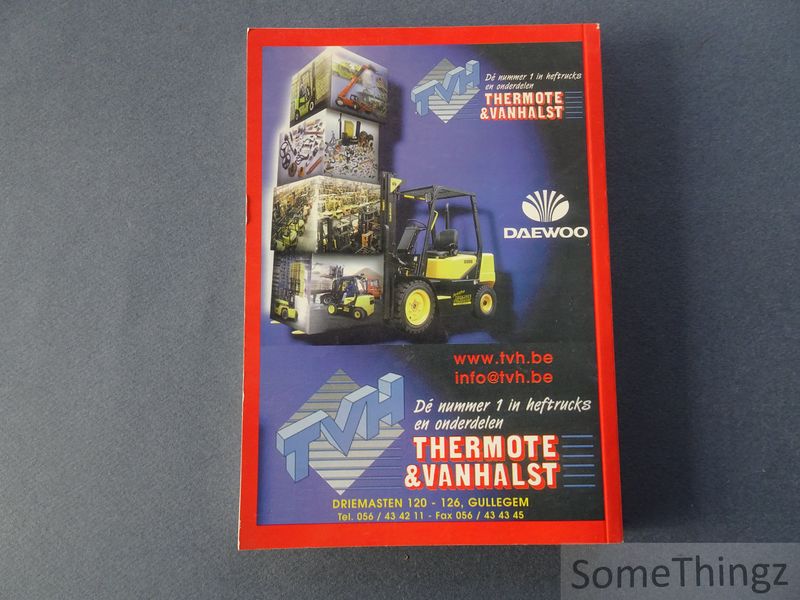 TVH
Dé nummer 1 in heftrucks
en onderdelen
THERMOTE
& VANHALST
DAEWOO
www.tvh.be
info@tvh.be
TVH
Dé nummer 1 in heftrucks
en onderdelen
THERMOTE
& VANHALST
DRIEMASTEN 120 - 126, GULLEGEM
Tel. 056 / 43 42 11 - Fax 056 / 43 43 45
SomeThingz